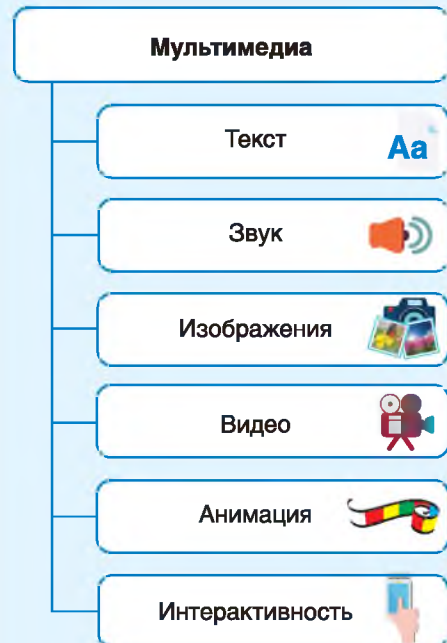 Мультимедиа
Текст
Aa
Звук
Изображения
Видео
Анимация
Интерактивность